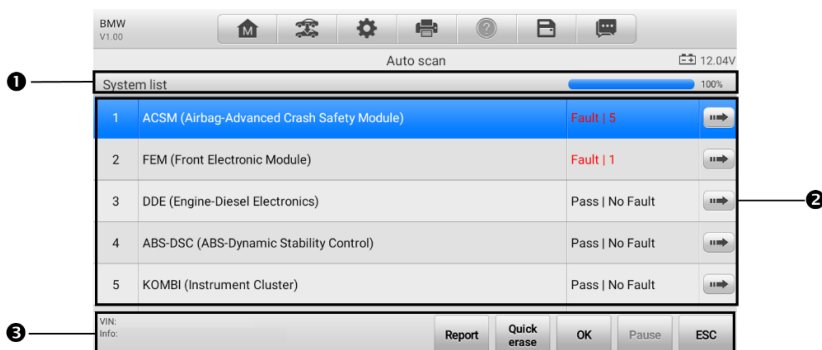 BMW
V1.00
M
?
Auto scan
12.04V
❶
System list
100%
1 ACSM (Airbag-Advanced Crash Safety Module) Fault | 5
2 FEM (Front Electronic Module) Fault | 1
3 DDE (Engine-Diesel Electronics) Pass | No Fault
❷
4 ABS-DSC (ABS-Dynamic Stability Control) Pass | No Fault
5 KOMBI (Instrument Cluster) Pass | No Fault
❸
VIN:
Info:
Report
Quick
erase
OK
Pause
ESC